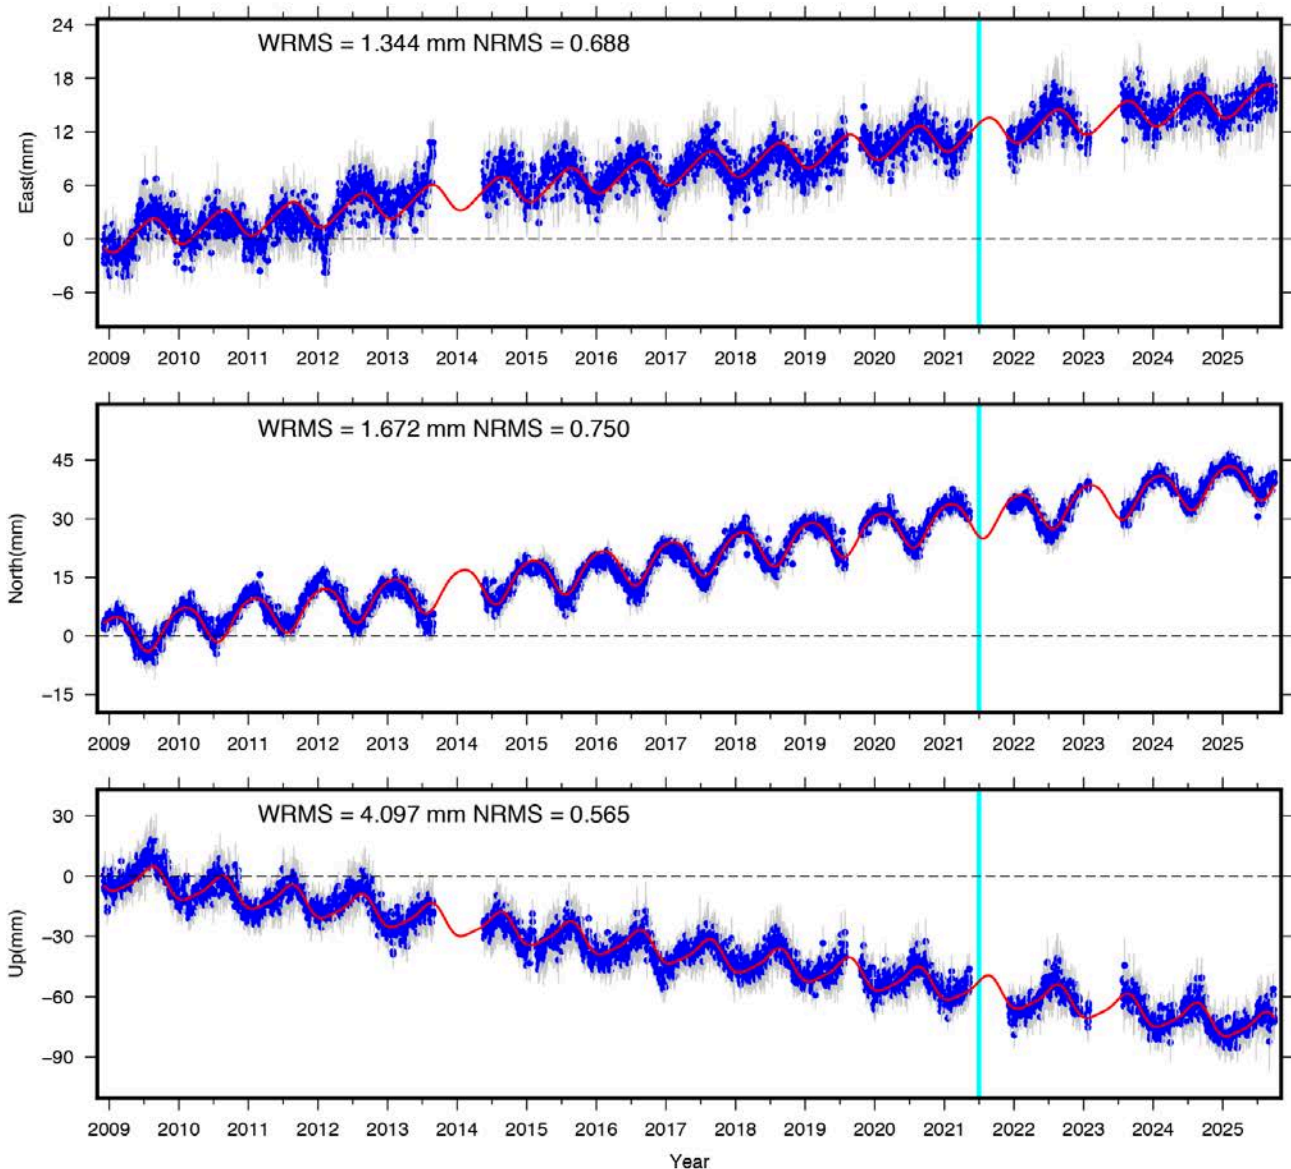 WRMS = 1.344 mm NRMS = 0.688
East(mm)
24
18
12
6
0
−6
2009 2010 2011 2012 2013 2014 2015 2016 2017 2018 2019 2020 2021 2022 2023 2024 2025
WRMS = 1.672 mm NRMS = 0.750
North(mm)
45
30
15
0
−15
2009 2010 2011 2012 2013 2014 2015 2016 2017 2018 2019 2020 2021 2022 2023 2024 2025
WRMS = 4.097 mm NRMS = 0.565
Up(mm)
30
0
−30
−60
−90
2009 2010 2011 2012 2013 2014 2015 2016 2017 2018 2019 2020 2021 2022 2023 2024 2025
Year